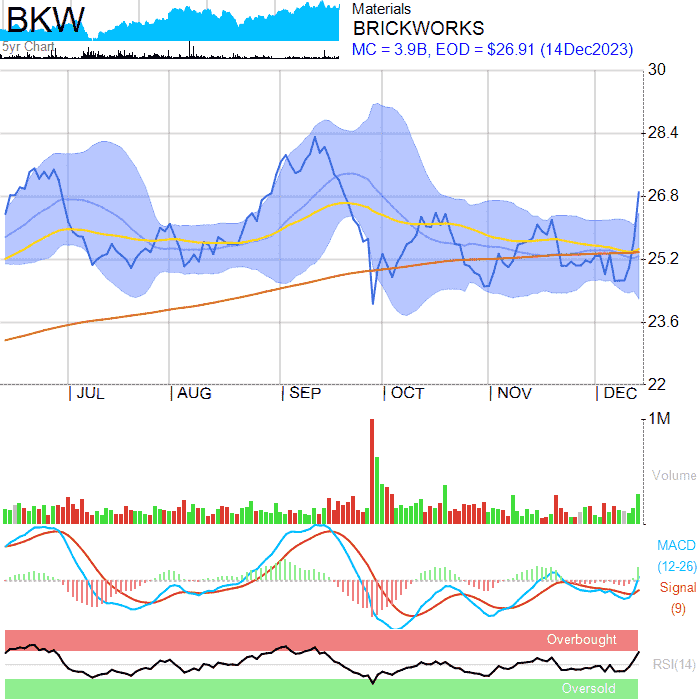 BKW
5yr Chart
Materials
BRICKWORKS
MC = 3.9B, EOD = $26.91 (14Dec2023)
30
28.4
26.8
25.2
23.6
22
JUL
AUG
SEP
OCT
NOV
DEC
1M
Volume
MACD
(12-26)
Signal
(9)
Overbought
RSI(14)
Oversold